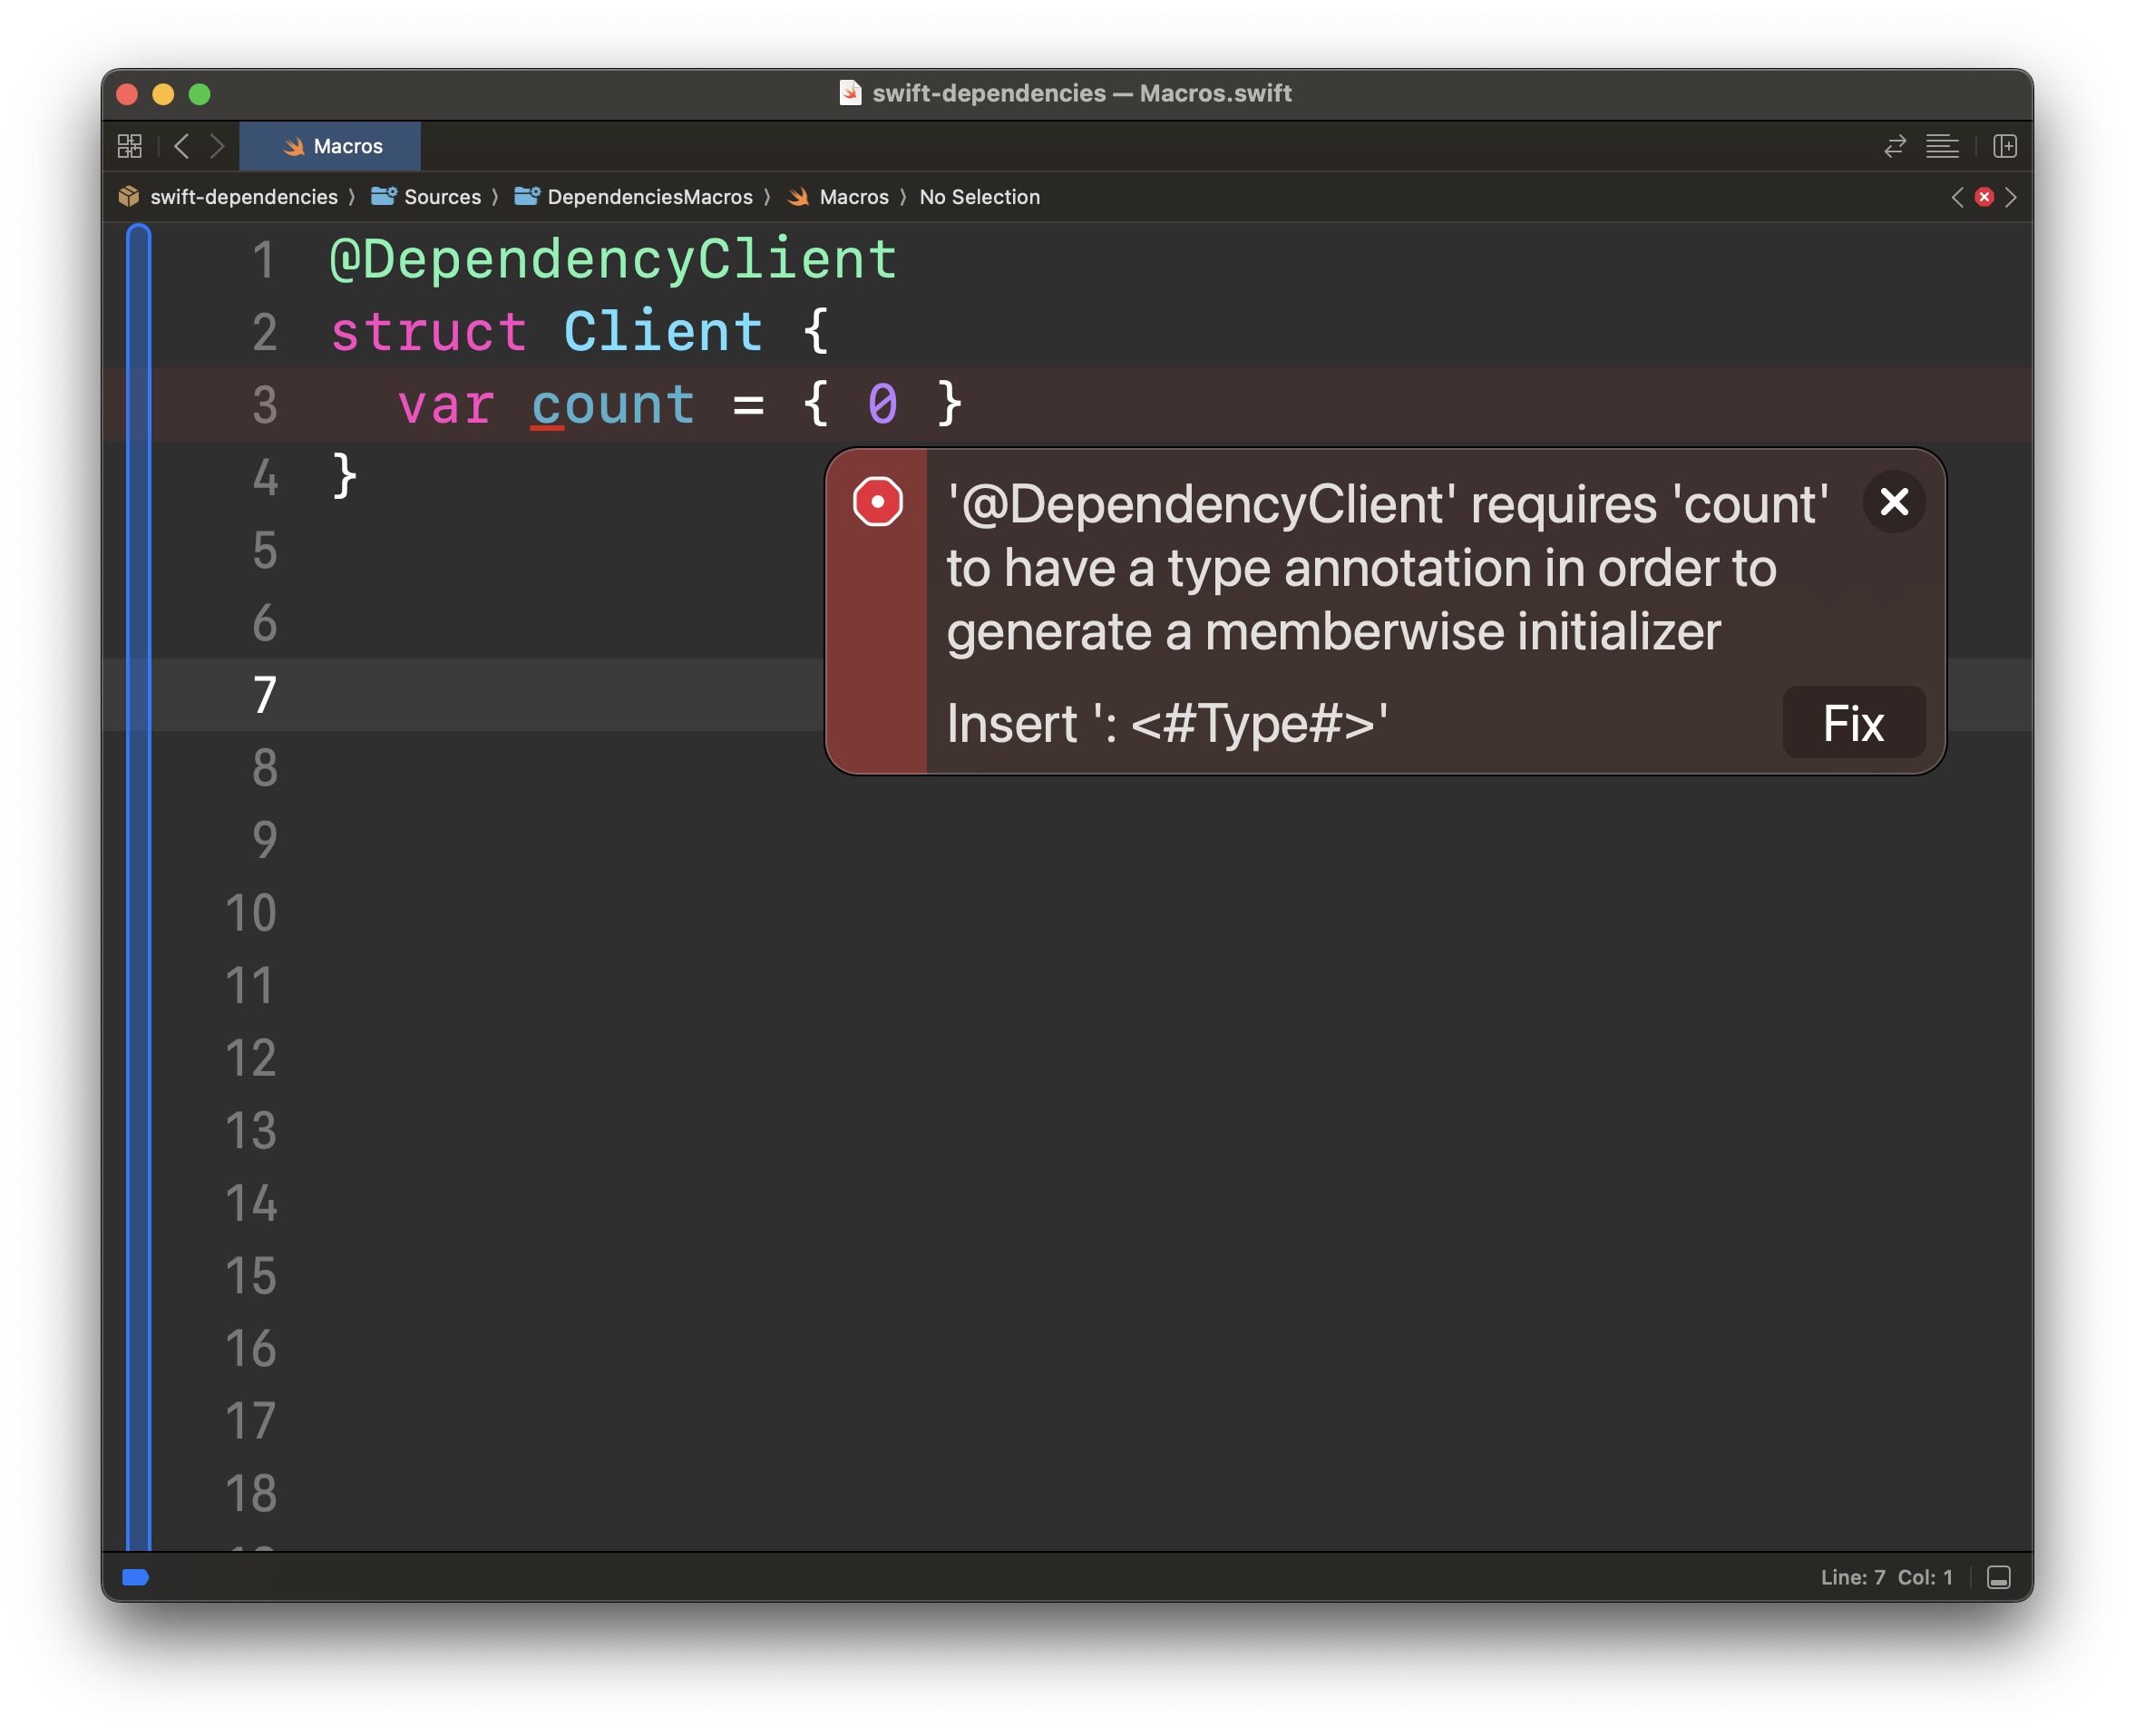 swift-dependencies — Macros.swift
Macros
swift-dependencies 〉 Sources 〉 DependenciesMacros 〉 Macros 〉 No Selection
1 @DependencyClient
2 struct Client {
3 var count = { 0 }
4 }
'@DependencyClient' requires 'count'
to have a type annotation in order to
generate a memberwise initializer
Insert ': <#Type#>'
Fix
5
6
7
8
9
10
11
12
13
14
15
16
17
18
Line: 7 Col: 1